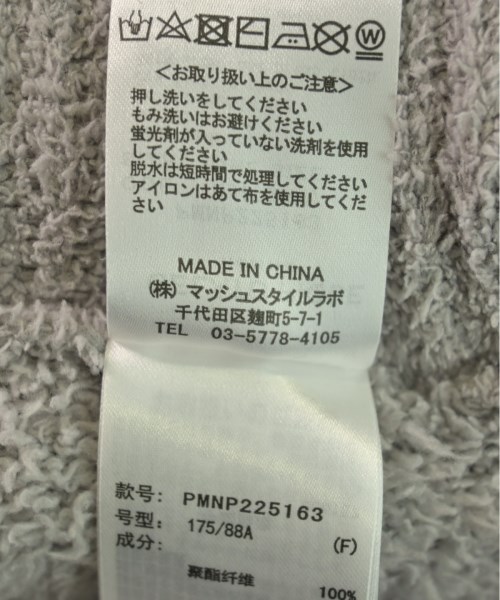 <お取り扱い上のご注意>
押し洗いをしてください
もみ洗いはお避けください
蛍光剤が入っていない洗剤を使用
してください
脱水は短時間で処理してください
アイロンはあて布を使用してくだ
さい
MADE IN CHINA
(株) マッシュスタイルラボ
千代田区麹町5-7-1
TEL 03-5778-4105
款号: PMNP225163
号型: 175/88A (F)
成分:
聚酯纤维 100%